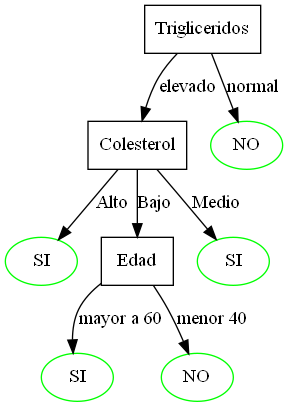 Trigliceridos
elevado
normal
Colesterol
NO
Alto
Bajo
Medio
SI
Edad
SI
mayor a 60
menor 40
SI
NO